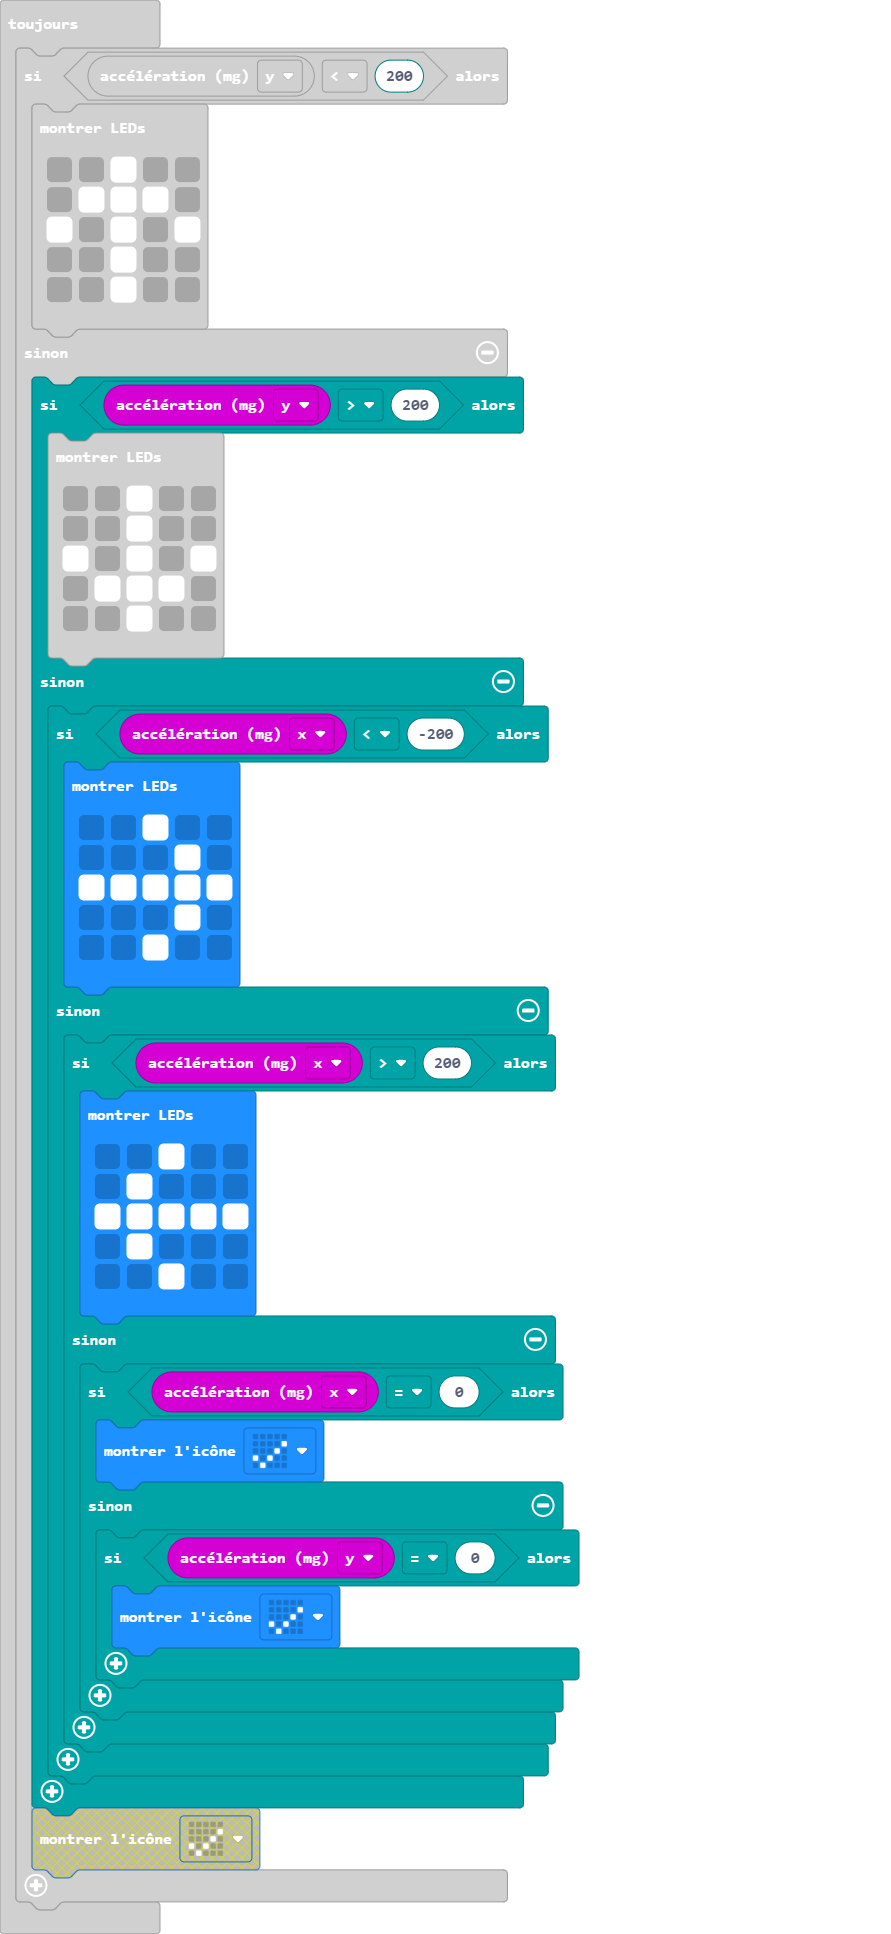 toujours
si accélération (mg) y < 200 alors
montrer LEDs
sinon
si accélération (mg) y > 200 alors
montrer LEDs
sinon
si accélération (mg) x < -200 alors
montrer LEDs
sinon
si accélération (mg) x > 200 alors
montrer LEDs
sinon
si accélération (mg) x = 0 alors
montrer l'icône
sinon
si accélération (mg) y = 0 alors
montrer l'icône
montrer l'icône